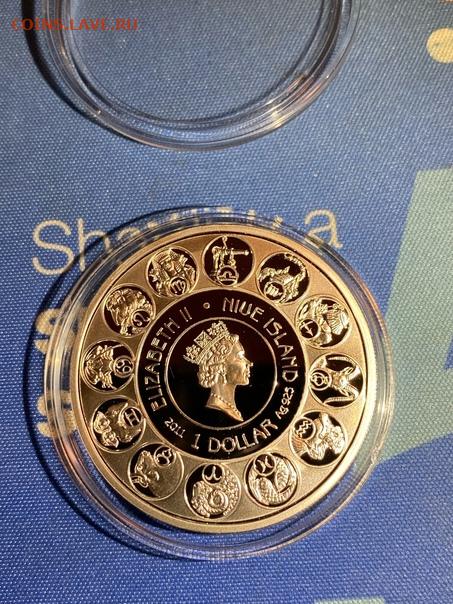 COINS.LAVE.RU
a
ELIZABETH II • NIUE ISLAND
2011 1 DOLLAR Ag 925